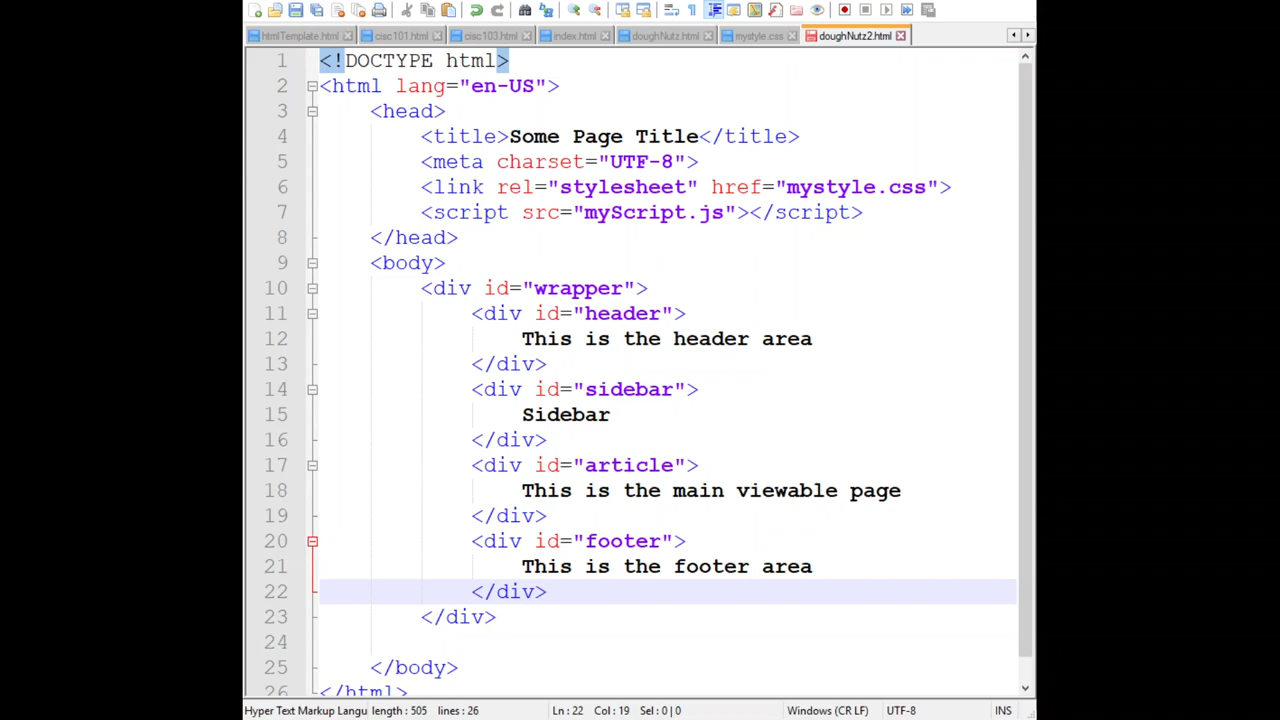 htmlTemplate.html cisc101.html cisc103.html index.html doughNutz.html mystyle.css doughNutz2.html
1 <!DOCTYPE html>
2 <html lang="en-US">
3 <head>
4 <title>Some Page Title</title>
5 <meta charset="UTF-8">
6 <link rel="stylesheet" href="mystyle.css">
7 <script src="myScript.js"></script>
8 </head>
9 <body>
10 <div id="wrapper">
11 <div id="header">
12 This is the header area
13 </div>
14 <div id="sidebar">
15 Sidebar
16 </div>
17 <div id="article">
18 This is the main viewable page
19 </div>
20 <div id="footer">
21 This is the footer area
22 </div>
23 </div>
24
25 </body>
26 </html>
Hyper Text Markup Langu length : 505 lines : 26 Ln : 22 Col : 19 Sel : 0 | 0 Windows (CR LF) UTF-8 INS